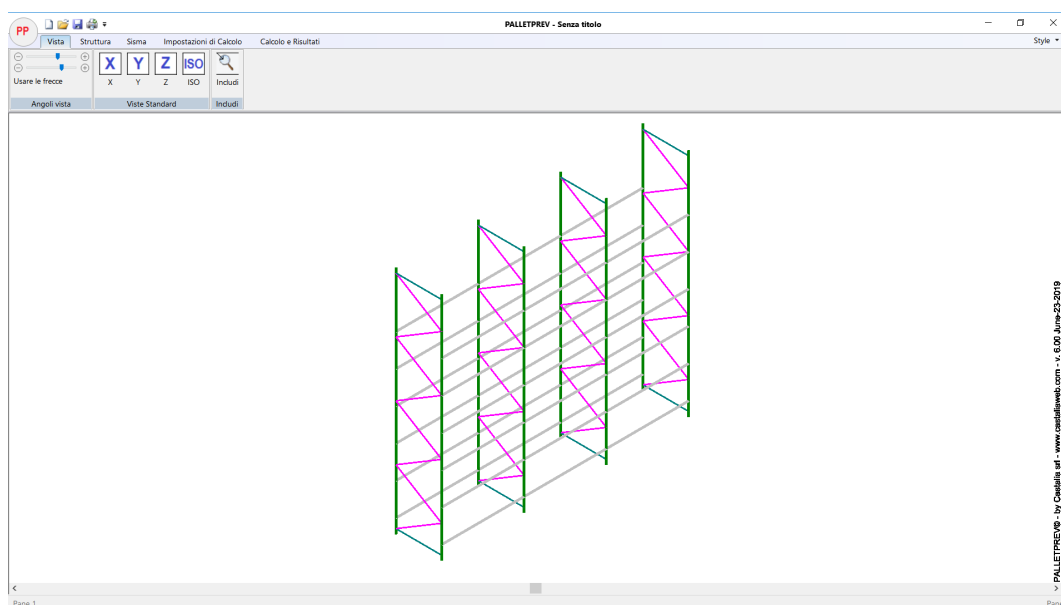 PALLETPREV - Senza titolo
PP
Vista Struttura Sisma Impostazioni di Calcolo Calcolo e Risultati Style
X Y Z ISO
Usare le frecce X Y Z ISO Includi
Angoli vista Viste Standard Includi
PALLETPREV© - by Castalia srl - www.castaliaweb.com - v. 6.00 June-23-2019
Page 1